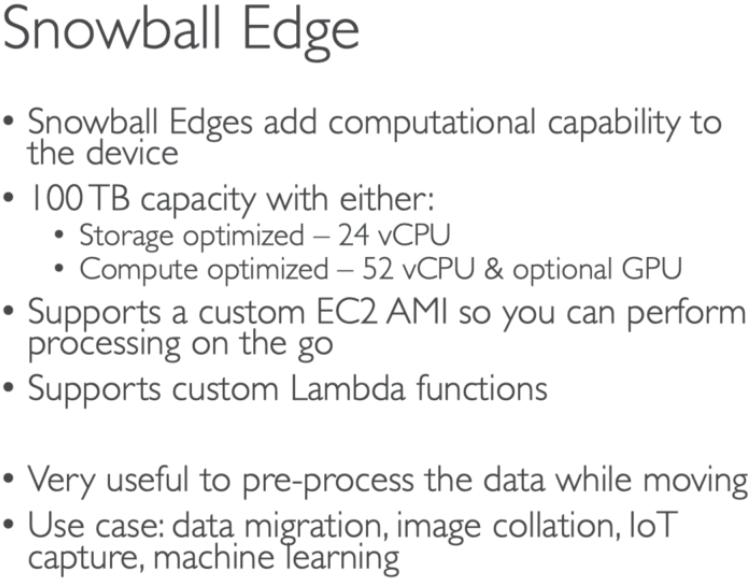 Snowball Edge
• Snowball Edges add computational capability to
the device
• 100 TB capacity with either:
• Storage optimized – 24 vCPU
• Compute optimized – 52 vCPU & optional GPU
• Supports a custom EC2 AMI so you can perform
processing on the go
• Supports custom Lambda functions
• Very useful to pre-process the data while moving
• Use case: data migration, image collation, IoT
capture, machine learning